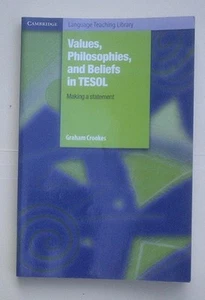 CAMBRIDGE
Language Teaching Library
Values,
Philosophies,
and Beliefs
in TESOL
Making a statement
Graham Crookes